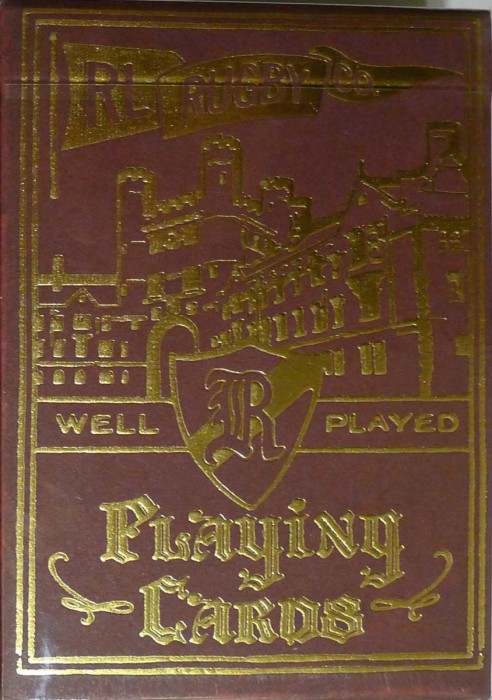 RL RUGBY Co.
WELL R PLAYED
PLAYING
CARDS